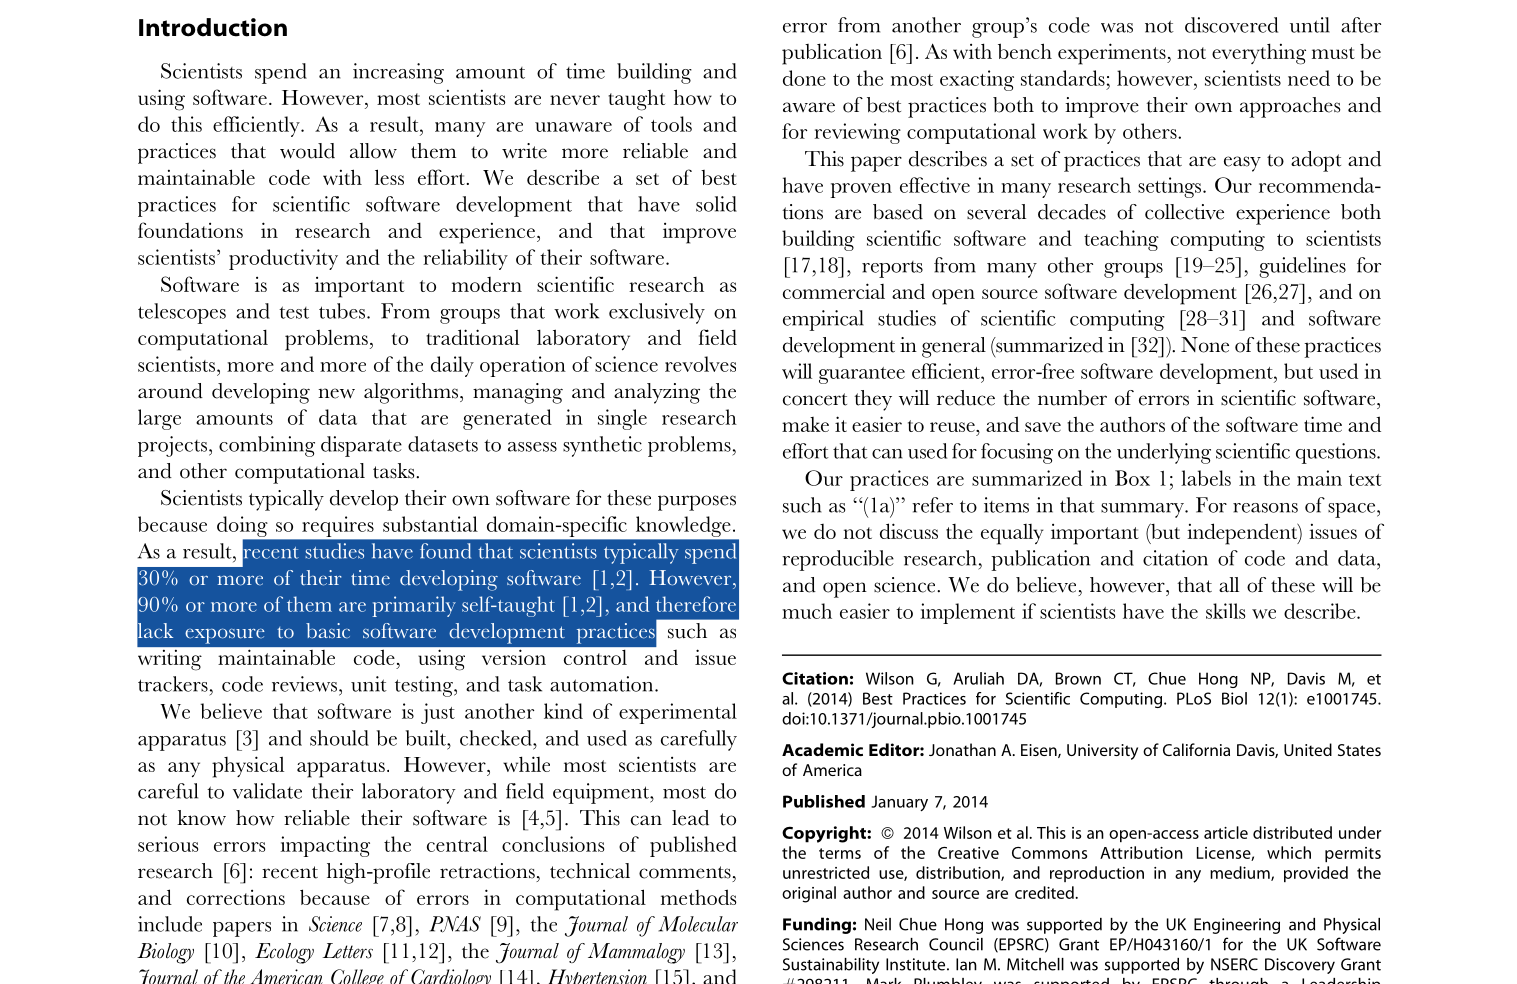 Introduction
Scientists spend an increasing amount of time building and
using software. However, most scientists are never taught how to
do this efficiently. As a result, many are unaware of tools and
practices that would allow them to write more reliable and
maintainable code with less effort. We describe a set of best
practices for scientific software development that have solid
foundations in research and experience, and that improve
scientists' productivity and the reliability of their software.
Software is as important to modern scientific research as
telescopes and test tubes. From groups that work exclusively on
computational problems, to traditional laboratory and field
scientists, more and more of the daily operation of science revolves
around developing new algorithms, managing and analyzing the
large amounts of data that are generated in single research
projects, combining disparate datasets to assess synthetic problems,
and other computational tasks.
Scientists typically develop their own software for these purposes
because doing so requires substantial domain-specific knowledge.
As a result, recent studies have found that scientists typically spend
30% or more of their time developing software [1,2]. However,
90% or more of them are primarily self-taught [1,2], and therefore
lack exposure to basic software development practices such as
writing maintainable code, using version control and issue
trackers, code reviews, unit testing, and task automation.
We believe that software is just another kind of experimental
apparatus [3] and should be built, checked, and used as carefully
as any physical apparatus. However, while most scientists are
careful to validate their laboratory and field equipment, most do
not know how reliable their software is [4,5]. This can lead to
serious errors impacting the central conclusions of published
research [6]: recent high-profile retractions, technical comments,
and corrections because of errors in computational methods
include papers in Science [7,8], PNAS [9], the Journal of Molecular
Biology [10], Ecology Letters [11,12], the Journal of Mammalogy [13],
Journal of the American College of Cardiology [14], Hypertension [15], and
error from another group's code was not discovered until after
publication [6]. As with bench experiments, not everything must be
done to the most exacting standards; however, scientists need to be
aware of best practices both to improve their own approaches and
for reviewing computational work by others.
This paper describes a set of practices that are easy to adopt and
have proven effective in many research settings. Our recommenda-
tions are based on several decades of collective experience both
building scientific software and teaching computing to scientists
[17,18], reports from many other groups [19–25], guidelines for
commercial and open source software development [26,27], and on
empirical studies of scientific computing [28–31] and software
development in general (summarized in [32]). None of these practices
will guarantee efficient, error-free software development, but used in
concert they will reduce the number of errors in scientific software,
make it easier to reuse, and save the authors of the software time and
effort that can used for focusing on the underlying scientific questions.
Our practices are summarized in Box 1; labels in the main text
such as "(1a)" refer to items in that summary. For reasons of space,
we do not discuss the equally important (but independent) issues of
reproducible research, publication and citation of code and data,
and open science. We do believe, however, that all of these will be
much easier to implement if scientists have the skills we describe.
Citation: Wilson G, Aruliah DA, Brown CT, Chue Hong NP, Davis M, et
al. (2014) Best Practices for Scientific Computing. PLoS Biol 12(1): e1001745.
doi:10.1371/journal.pbio.1001745
Academic Editor: Jonathan A. Eisen, University of California Davis, United States
of America
Published January 7, 2014
Copyright: © 2014 Wilson et al. This is an open-access article distributed under
the terms of the Creative Commons Attribution License, which permits
unrestricted use, distribution, and reproduction in any medium, provided the
original author and source are credited.
Funding: Neil Chue Hong was supported by the UK Engineering and Physical
Sciences Research Council (EPSRC) Grant EP/H043160/1 for the UK Software
Sustainability Institute. Ian M. Mitchell was supported by NSERC Discovery Grant
#298211. Mark Plumbley was supported by EPSRC through a Leadership